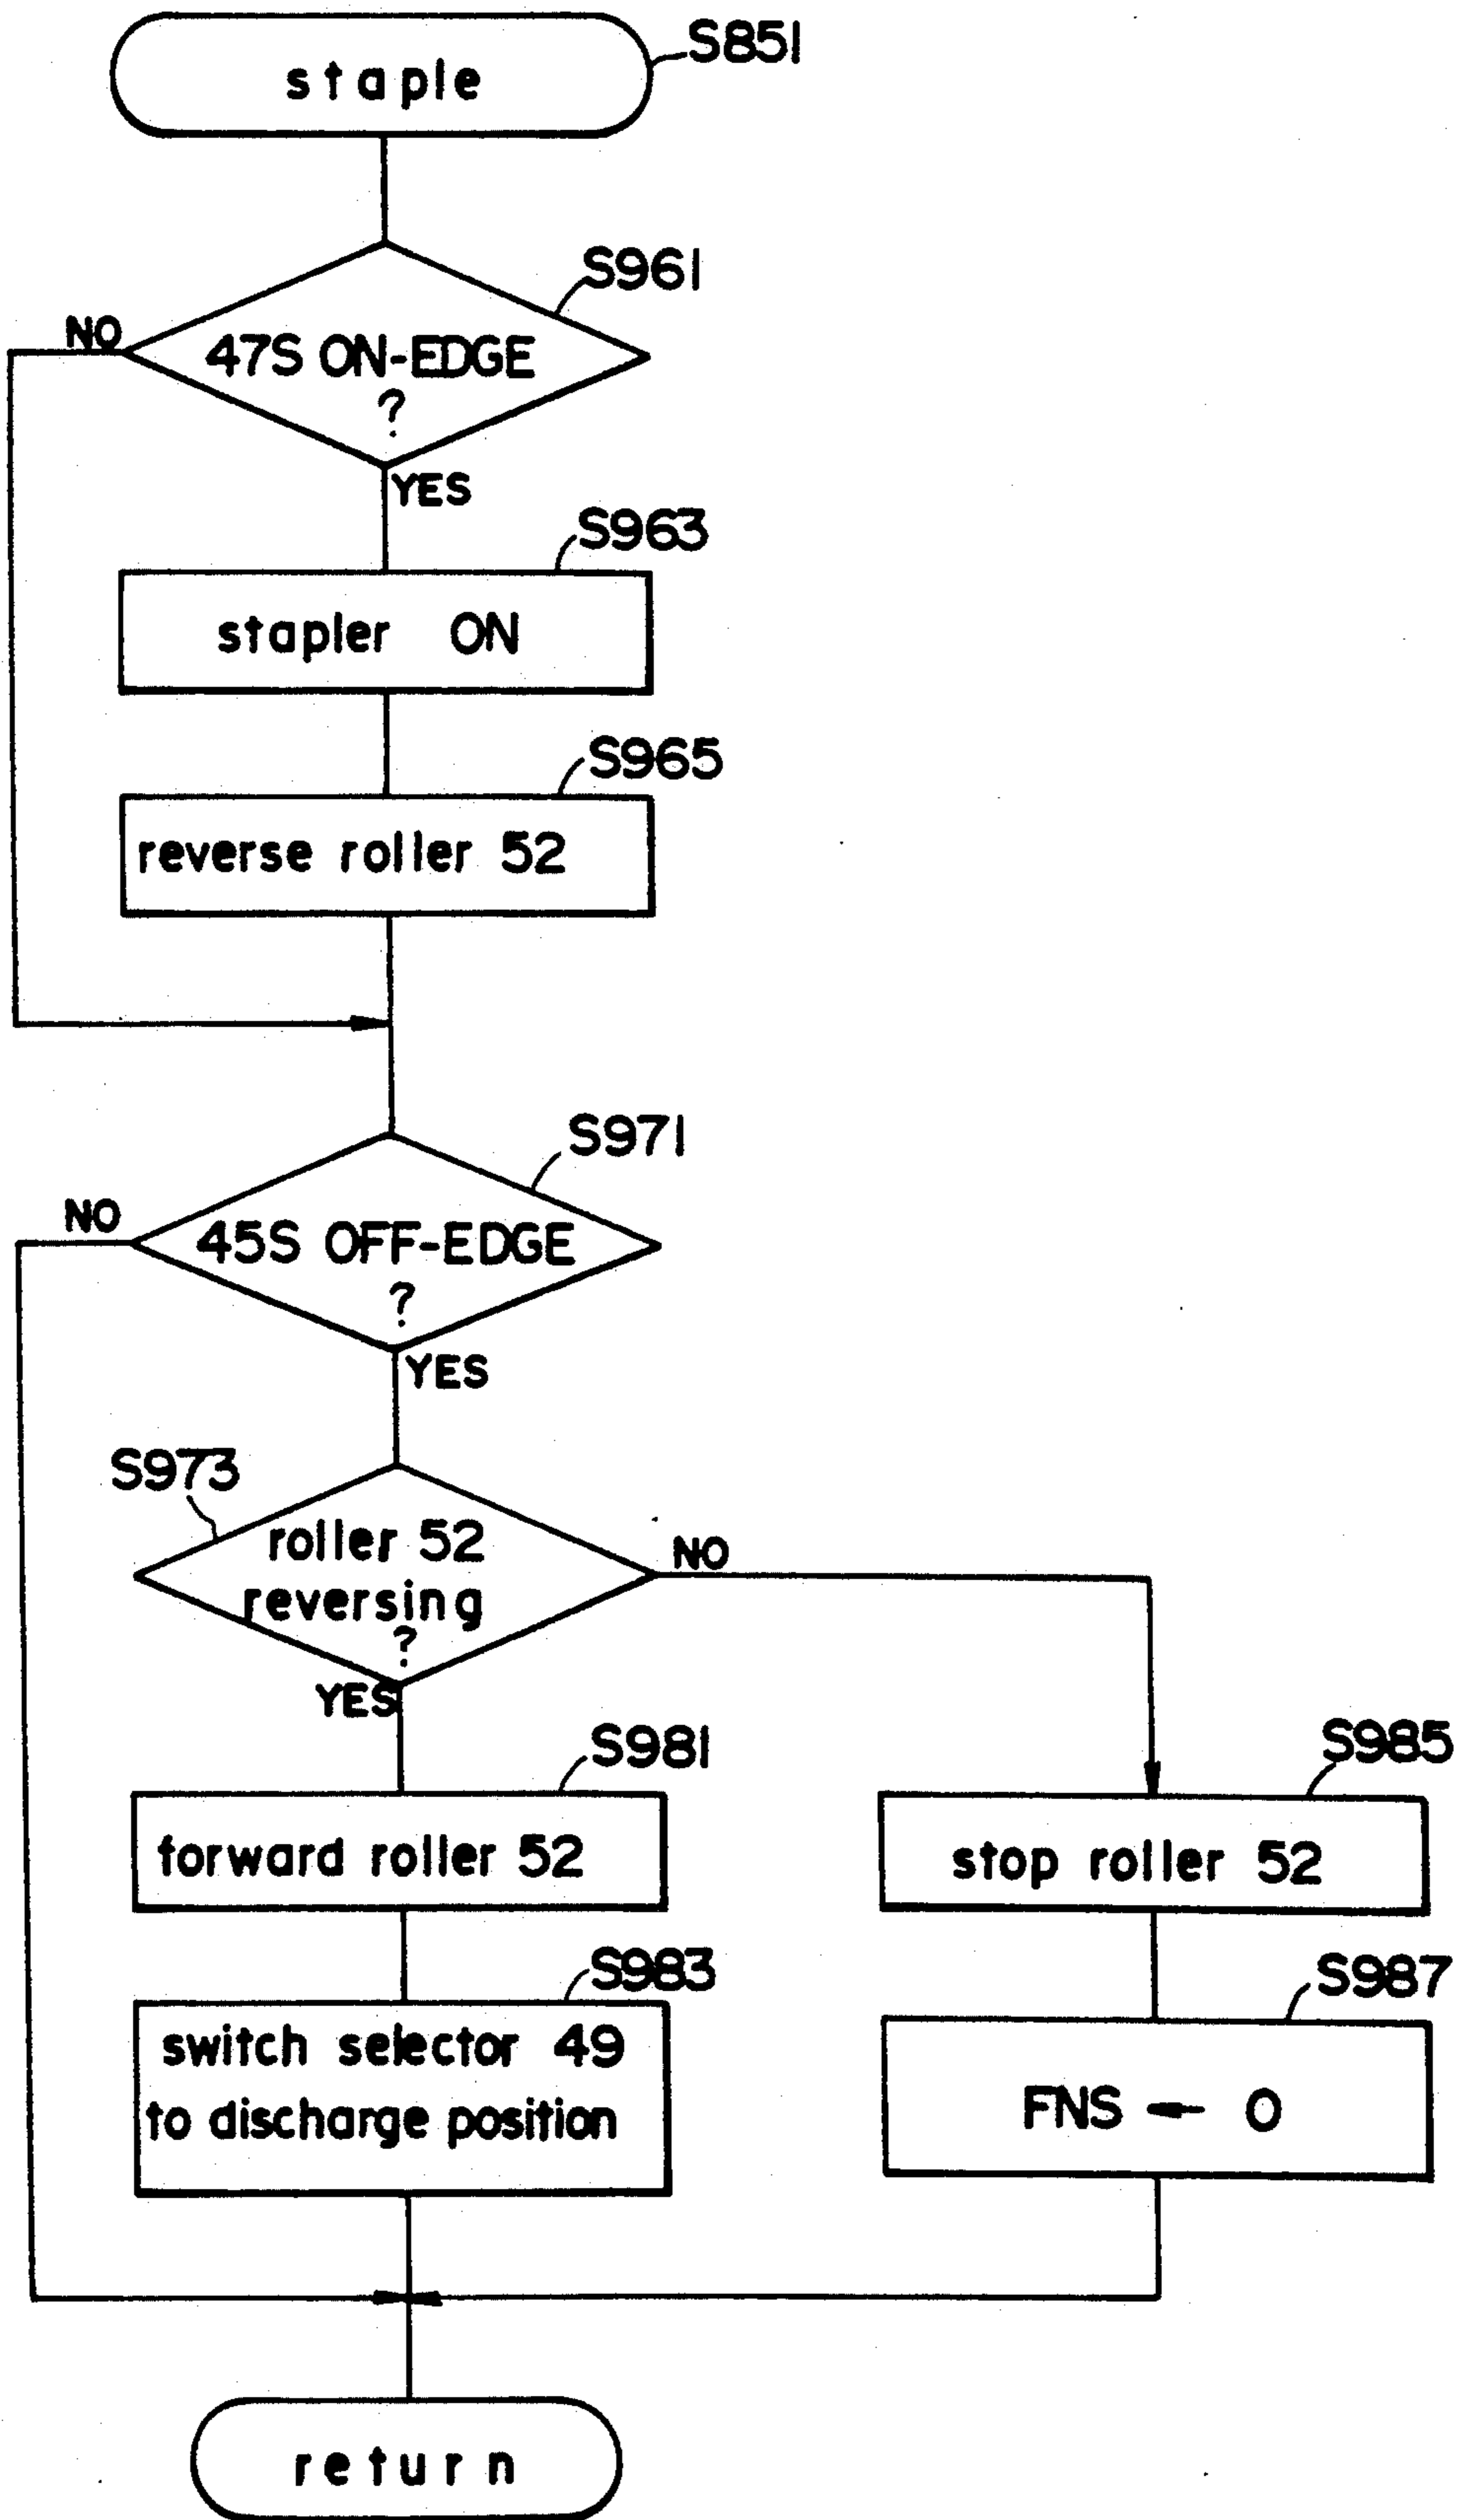 staple
S851
S961
NO
47S ON-EDGE
?
YES
S963
stapler ON
S965
reverse roller 52
S971
NO
45S OFF-EDGE
?
YES
S973
roller 52
reversing
?
NO
YES
S981
forward roller 52
S985
stop roller 52
S983
switch selector 49
to discharge position
S987
FNS ← 0
return